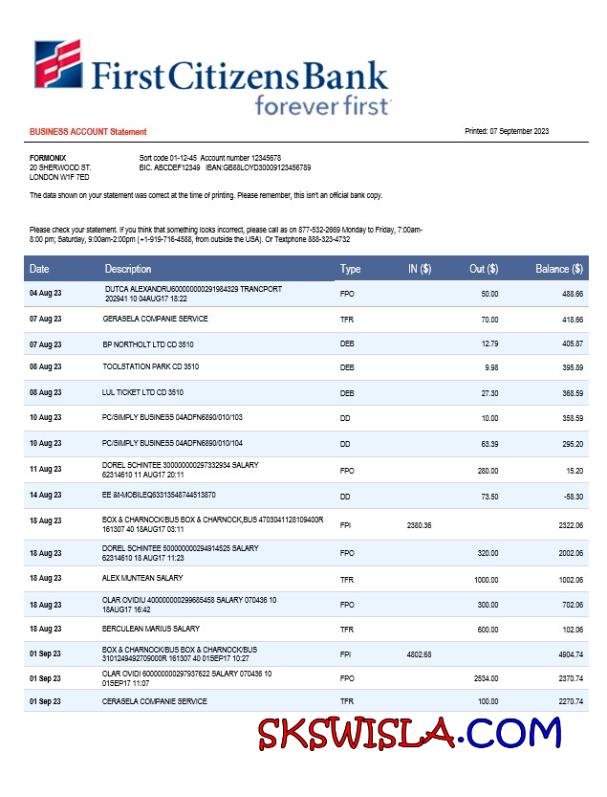 First Citizens Bank
forever first
BUSINESS ACCOUNT Statement
Printed: 07 September 2023
FORMONIX
Sort code 01-12-45 Account number 12345678
20 SHERWOOD ST.
BIC. ABCDEF12349 IBAN:GB88LOYD30009123456789
LONDON W1F 7ED
The data shown on your statement was correct at the time of printing. Please remember, this isn't an official bank copy.
Please check your statement. If you think that something looks incorrect, please call as on 877-532-2669 Monday to Friday, 7:00am-
8:00 pm; Saturday, 9:00am-2:00pm (+1-919-716-4588, from outside the USA). Or Textphone 888-323-4732
Date Description Type IN ($) Out ($) Balance ($)
04 Aug 23 DUTCA ALEXANDRU600000000291984329 TRANCPORT FPO 50.00 488.66
202941 10 04AUG17 18:22
07 Aug 23 GERASELA COMPANIE SERVICE TFR 70.00 418.66
07 Aug 23 BP NORTHOLT LTD CD 3510 DEB 12.79 405.87
08 Aug 23 TOOLSTATION PARK CD 3510 DEB 9.98 395.89
08 Aug 23 LUL TICKET LTD CD 3510 DEB 27.30 368.59
10 Aug 23 PC/SIMPLY BUSINESS 04ADFN6890/010/103 DD 10.00 358.59
10 Aug 23 PC/SIMPLY BUSINESS 04ADFN6890/010/104 DD 63.39 295.20
11 Aug 23 DOREL SCHINTEE 300000000297332934 SALARY FPO 280.00 15.20
62314610 11 AUG17 20:11
14 Aug 23 EE &t-MOBILEQ63313548744513870 DD 73.50 -58.30
18 Aug 23 BOX & CHARNOCK/BUS BOX & CHARNOCK,BUS 4703041128109400R FPI 2380.36 2322.06
161307 40 18AUG17 03:11
18 Aug 23 DOREL SCHINTEE 500000000294914525 SALARY FPO 320.00 2002.06
62314610 18 AUG17 11:23
18 Aug 23 ALEX MUNTEAN SALARY TFR 1000.00 1002.06
18 Aug 23 OLAR OVIDIU 400000000299685458 SALARY 070436 10 FPO 300.00 702.06
18AUG17 16:42
18 Aug 23 BERCULEAN MARIUS SALARY TFR 600.00 102.06
01 Sep 23 BOX & CHARNOCK/BUS BOX & CHARNOCK/BUS FPI 4802.68 4904.74
3101249492709000R 161307 40 01SEP17 10:27
01 Sep 23 OLAR OVIDI 600000000297937622 SALARY 070436 10 FPO 2534.00 2370.74
01SEP17 11:07
01 Sep 23 CERASELA COMPANIE SERVICE TFR 100.00 2270.74
SKSWISLA.COM